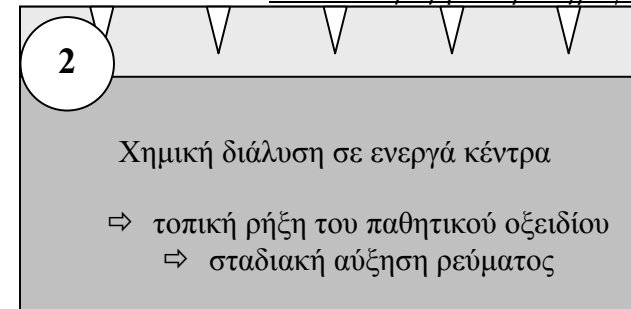 2
Χημική διάλυση σε ενεργά κέντρα
⇨ τοπική ρήξη του παθητικού οξειδίου
⇨ σταδιακή αύξηση ρεύματος